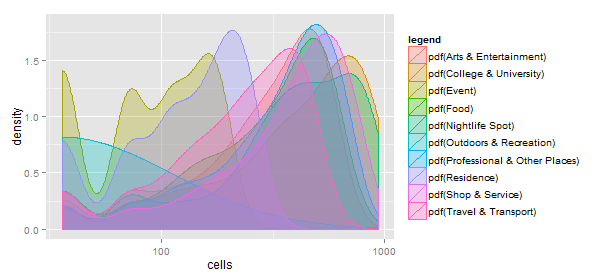 density
0.0
0.5
1.0
1.5
100
1000
cells
legend
pdf(Arts & Entertainment)
pdf(College & University)
pdf(Event)
pdf(Food)
pdf(Nightlife Spot)
pdf(Outdoors & Recreation)
pdf(Professional & Other Places)
pdf(Residence)
pdf(Shop & Service)
pdf(Travel & Transport)